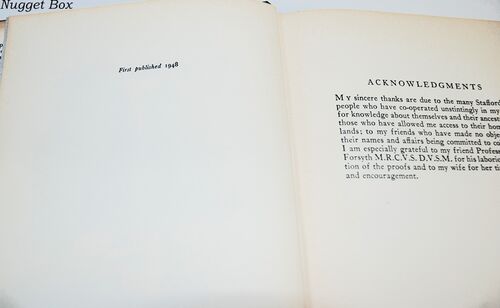 Nugget Box
First published 1948
ACKNOWLEDGMENTS
MY sincere thanks are due to the many Stafford
people who have co-operated unstintingly in my
for knowledge about themselves and their ancest
those who have allowed me access to their hom
lands; to my friends who have made no obje
their names and affairs being committed to co
I am especially grateful to my friend Profess
Forsyth M.R.C.V.S. D.V.S.M. for his laborio
tion of the proofs and to my wife for her ti
and encouragement.